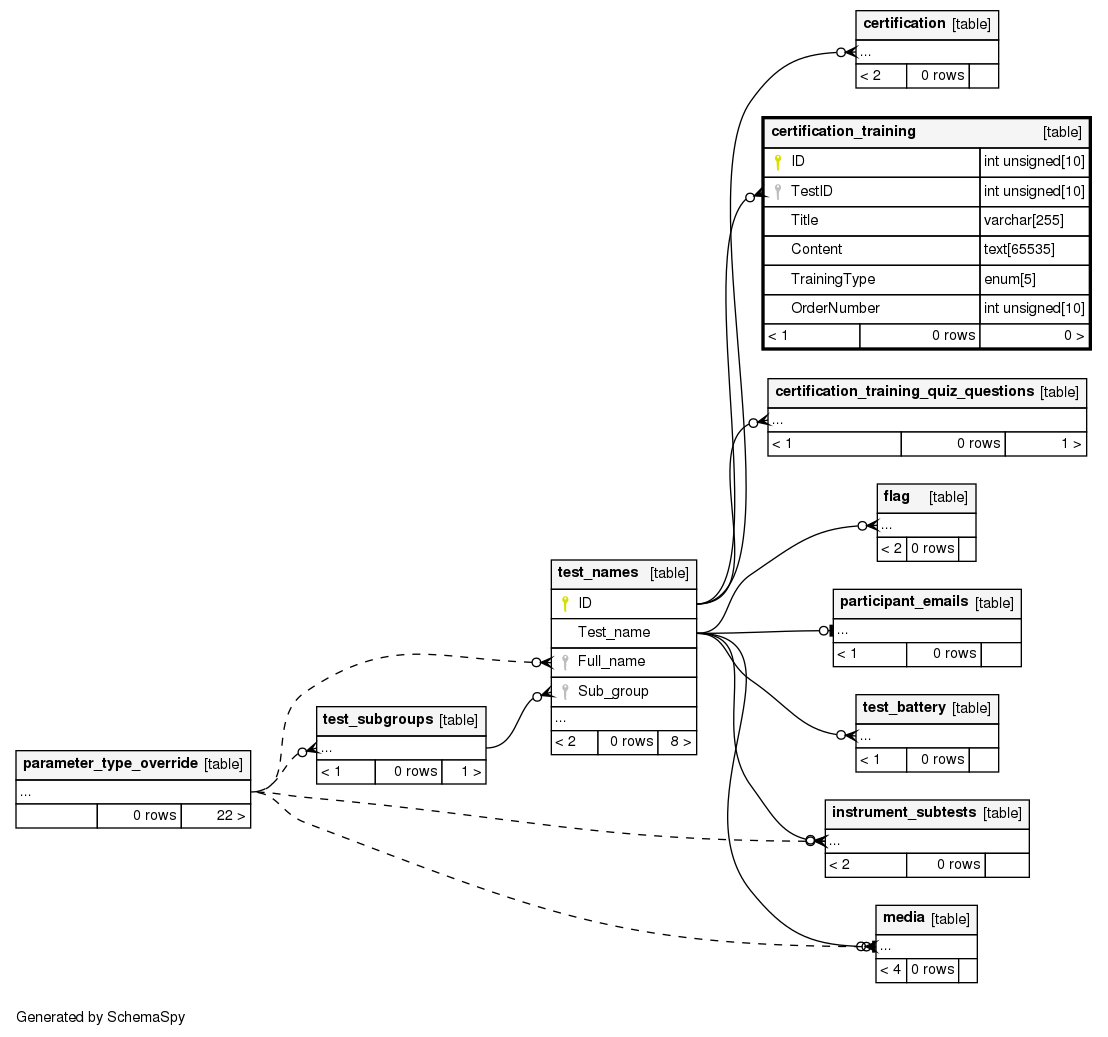 certification [table]
...
< 2 0 rows
certification_training [table]
ID int unsigned[10]
TestID int unsigned[10]
Title varchar[255]
Content text[65535]
TrainingType enum[5]
OrderNumber int unsigned[10]
< 1 0 rows 0 >
certification_training_quiz_questions [table]
...
< 1 0 rows 1 >
flag [table]
...
< 2 0 rows
test_names [table]
ID
Test_name
Full_name
Sub_group
...
< 2 0 rows 8 >
participant_emails [table]
...
< 1 0 rows
test_subgroups [table]
...
< 1 0 rows 1 >
test_battery [table]
...
< 1 0 rows
parameter_type_override [table]
...
0 rows 22 >
instrument_subtests [table]
...
< 2 0 rows
media [table]
...
< 4 0 rows
Generated by SchemaSpy